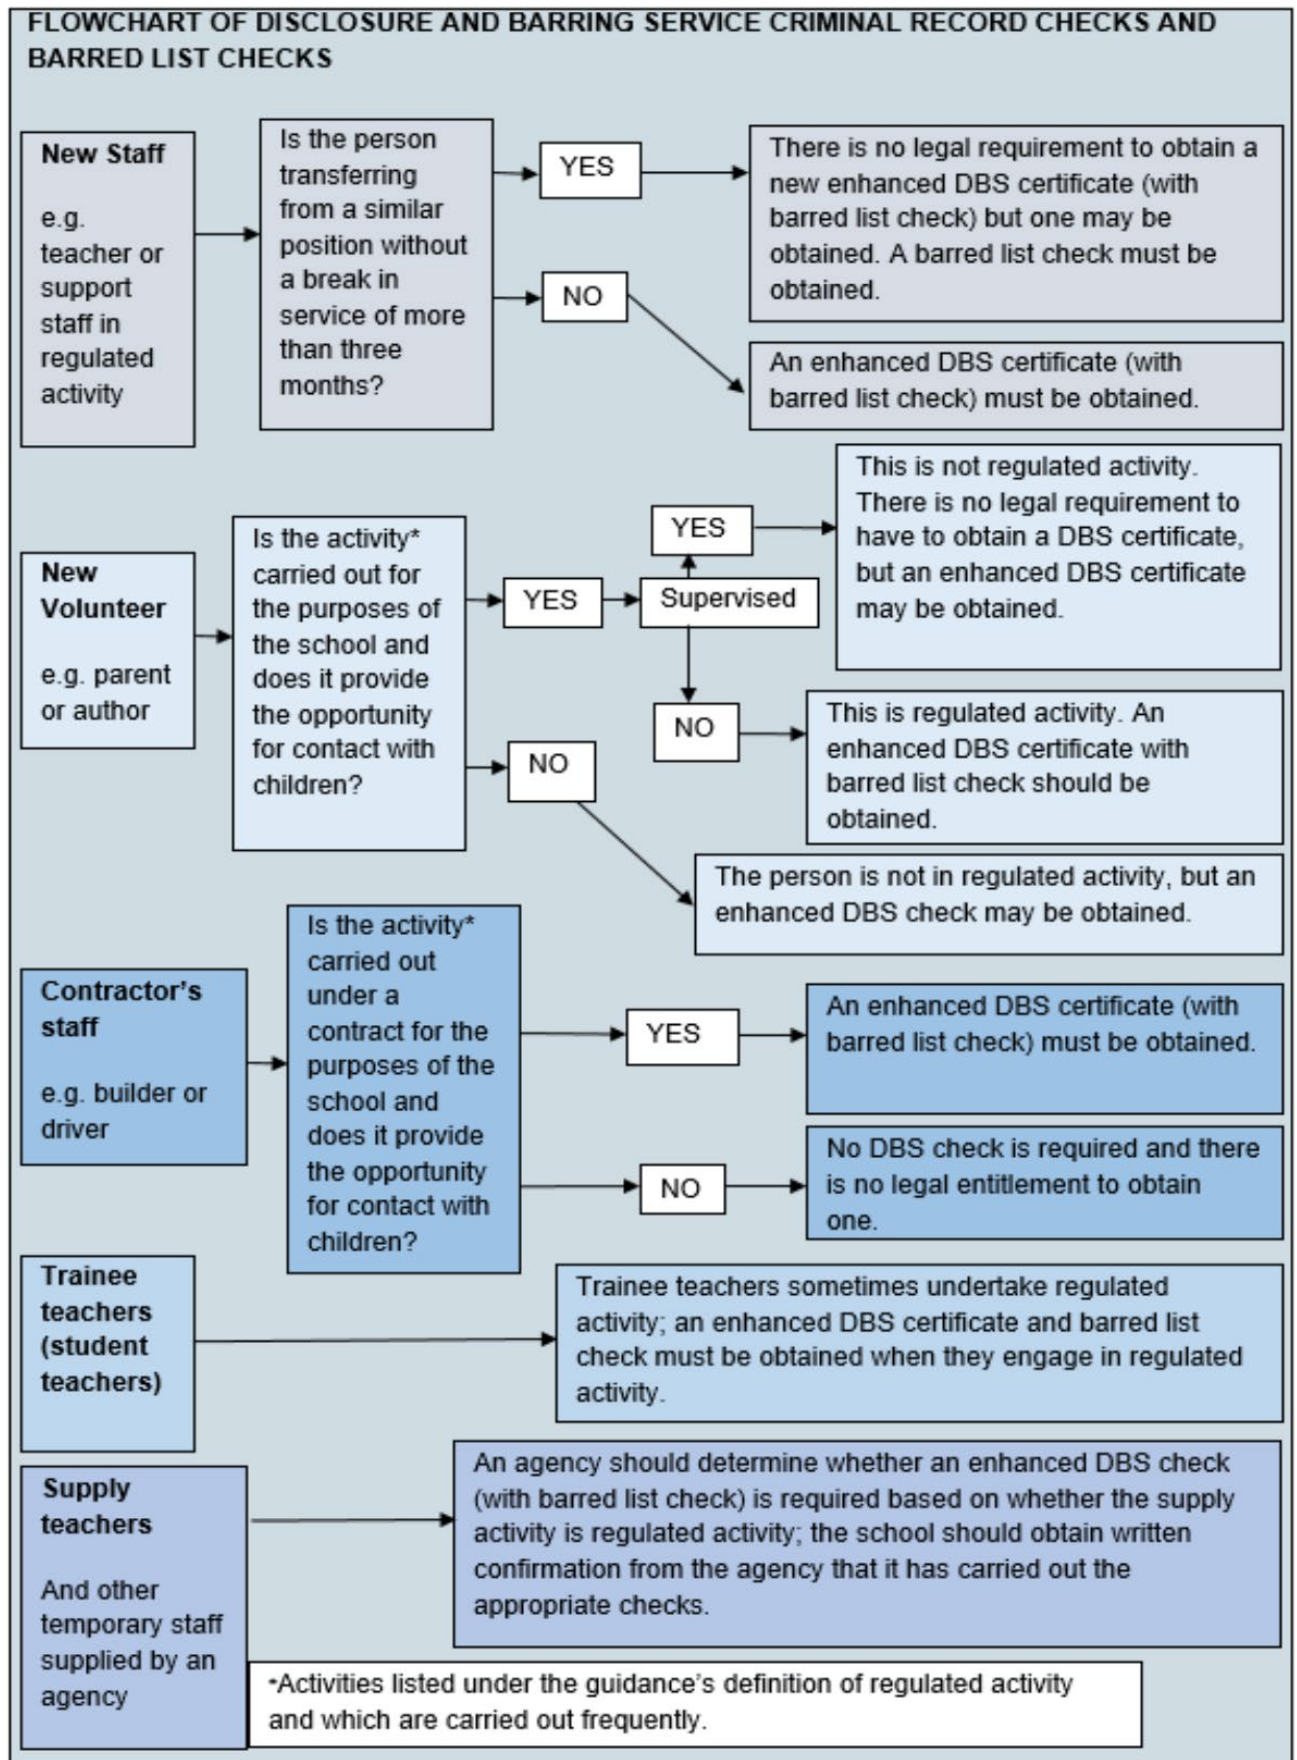 FLOWCHART OF DISCLOSURE AND BARRING SERVICE CRIMINAL RECORD CHECKS AND
BARRED LIST CHECKS
New Staff
e.g.
teacher or
support
staff in
regulated
activity
Is the person
transferring
from a similar
position without
a break in
service of more
than three
months?
YES
There is no legal requirement to obtain a
new enhanced DBS certificate (with
barred list check) but one may be
obtained. A barred list check must be
obtained.
NO
An enhanced DBS certificate (with
barred list check) must be obtained.
New
Volunteer
e.g. parent
or author
Is the activity*
carried out for
the purposes of
the school and
does it provide
the opportunity
for contact with
children?
YES
Supervised
YES
This is not regulated activity.
There is no legal requirement to
have to obtain a DBS certificate,
but an enhanced DBS certificate
may be obtained.
NO
This is regulated activity. An
enhanced DBS certificate with
barred list check should be
obtained.
NO
The person is not in regulated activity, but an
enhanced DBS check may be obtained.
Contractor's
staff
e.g. builder or
driver
Is the activity*
carried out
under a
contract for the
purposes of the
school and
does it provide
the opportunity
for contact with
children?
YES
An enhanced DBS certificate (with
barred list check) must be obtained.
NO
No DBS check is required and there
is no legal entitlement to obtain
one.
Trainee
teachers
(student
teachers)
Trainee teachers sometimes undertake regulated
activity; an enhanced DBS certificate and barred list
check must be obtained when they engage in regulated
activity.
Supply
teachers
And other
temporary staff
supplied by an
agency
An agency should determine whether an enhanced DBS check
(with barred list check) is required based on whether the supply
activity is regulated activity; the school should obtain written
confirmation from the agency that it has carried out the
appropriate checks.
*Activities listed under the guidance's definition of regulated activity
and which are carried out frequently.